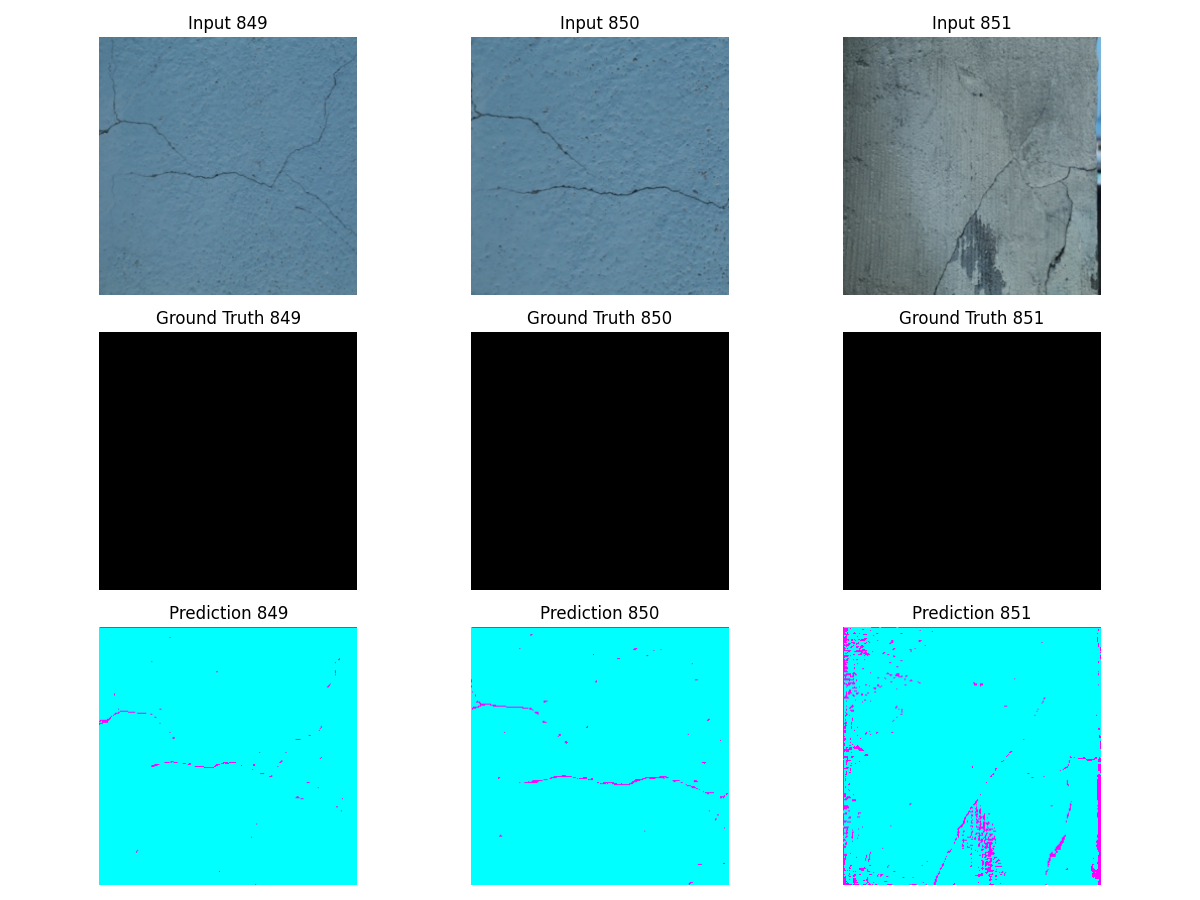 Input 849
Input 850
Input 851
Ground Truth 849
Ground Truth 850
Ground Truth 851
Prediction 849
Prediction 850
Prediction 851